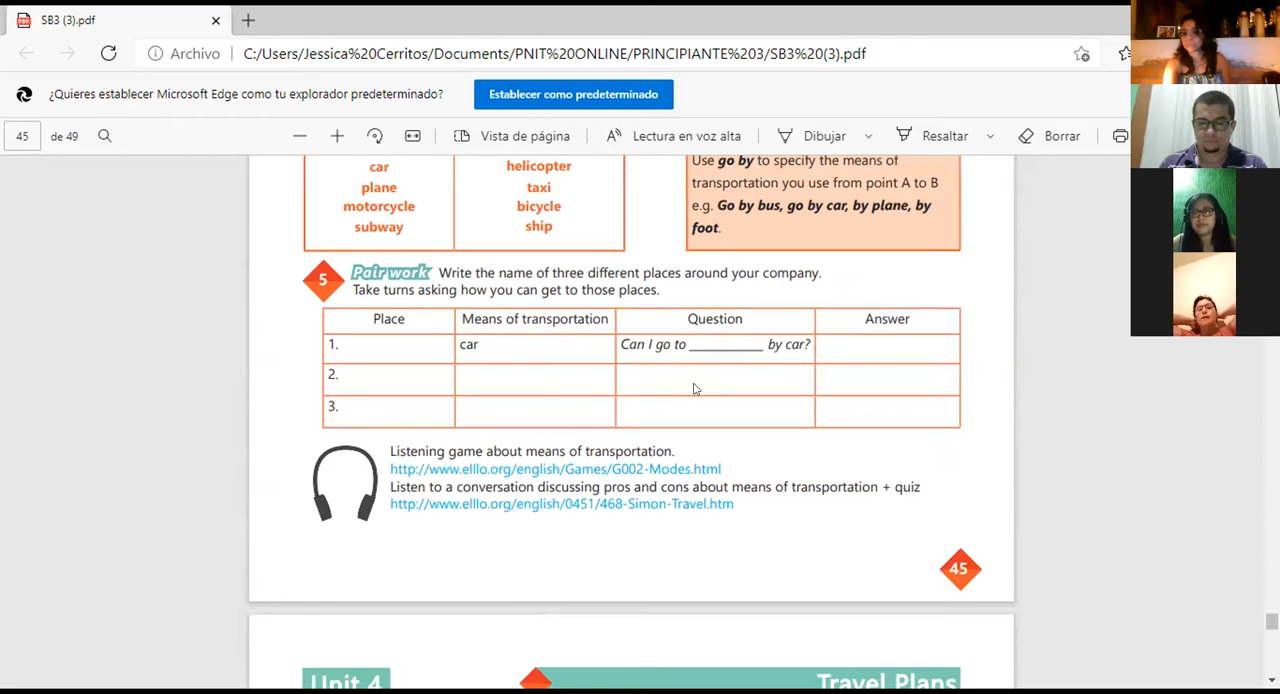 SB3 (3).pdf
Archivo
C:/Users/Jessica%20Cerritos/Documents/PNIT%20ONLINE/PRINCIPIANTE%203/SB3%20(3).pdf
¿Quieres establecer Microsoft Edge como tu explorador predeterminado?
Establecer como predeterminado
45 de 49
Vista de página
Lectura en voz alta
Dibujar
Resaltar
Borrar
car
plane
motorcycle
subway
helicopter
taxi
bicycle
ship
Use go by to specify the means of
transportation you use from point A to B
e.g. Go by bus, go by car, by plane, by
foot.
5
Pair work Write the name of three different places around your company.
Take turns asking how you can get to those places.
Place Means of transportation Question Answer
1. car Can I go to __________ by car?
2.
3.
Listening game about means of transportation.
http://www.elllo.org/english/Games/G002-Modes.html
Listen to a conversation discussing pros and cons about means of transportation + quiz
http://www.elllo.org/english/0451/468-Simon-Travel.htm
45
Unit 4
Travel Plans